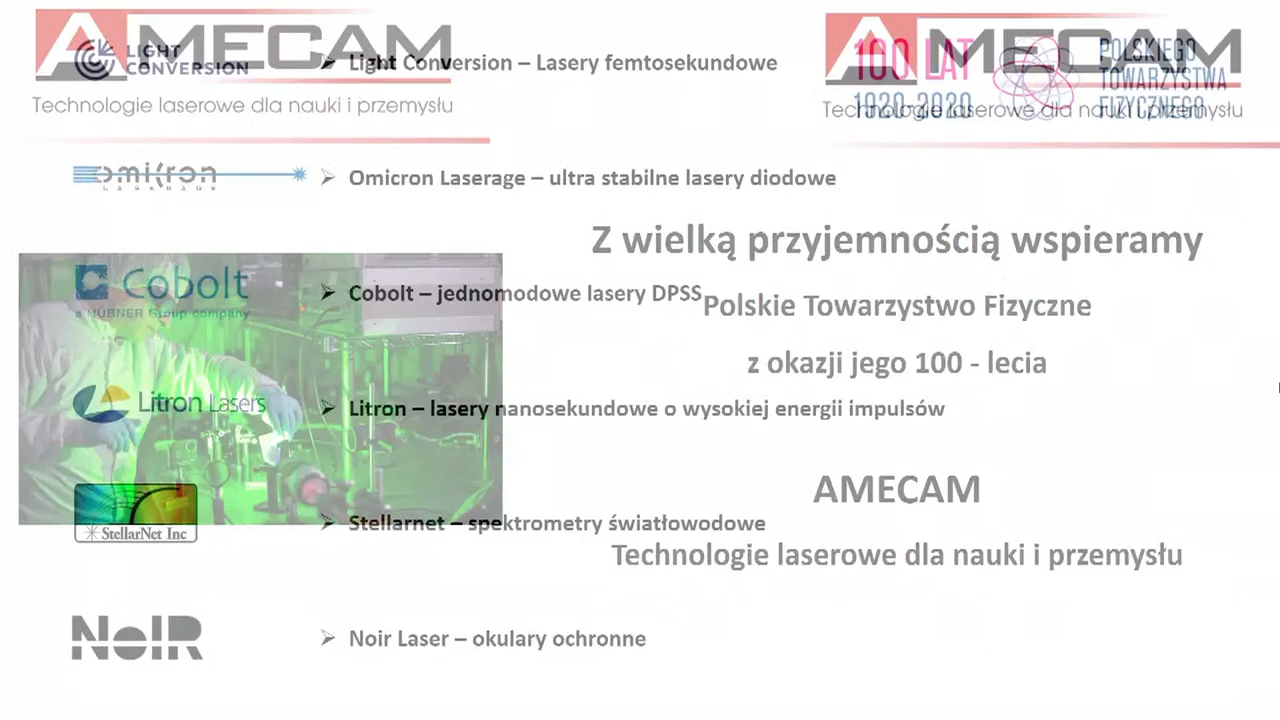 AMECAM
Technologie laserowe dla nauki i przemysłu
LIGHT
CONVERSION
➢ Light Conversion – Lasery femtosekundowe
AMECAM
Technologie laserowe dla nauki i przemysłu
100 LAT
1920-2020
POLSKIEGO
TOWARZYSTWA
FIZYCZNEGO
omicron
LASERAGE
➢ Omicron Laserage – ultra stabilne lasery diodowe
Z wielką przyjemnością wspieramy
Cobolt
a HÜBNER Group company
➢ Cobolt – jednomodowe lasery DPSS
Polskie Towarzystwo Fizyczne
z okazji jego 100 - lecia
Litron Lasers
➢ Litron – lasery nanosekundowe o wysokiej energii impulsów
AMECAM
StellarNet Inc
➢ Stellarnet – spektrometry światłowodowe
Technologie laserowe dla nauki i przemysłu
NoIR
➢ Noir Laser – okulary ochronne